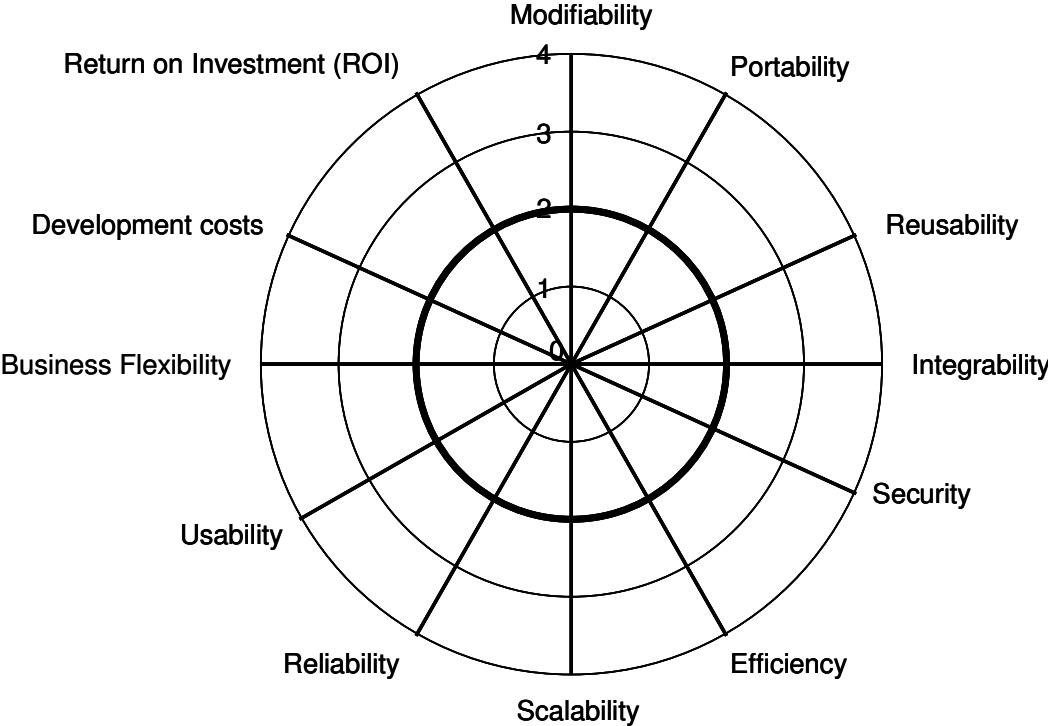 Modifiability
4
Return on Investment (ROI)
Portability
3
2
Development costs
Reusability
1
0
Business Flexibility
Integrability
Security
Usability
Reliability
Efficiency
Scalability